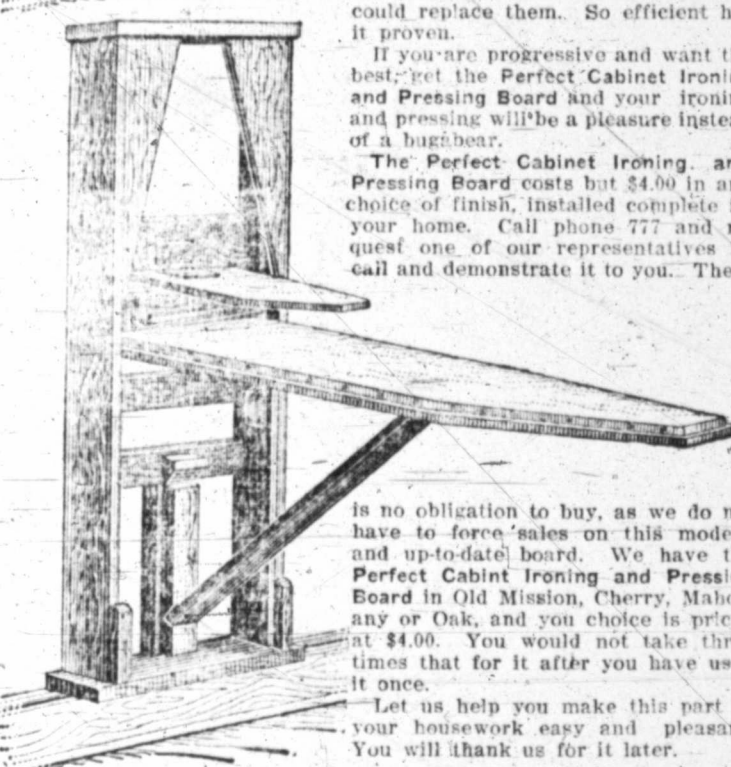 could replace them. So efficient h
it proven.
If you are progressive and want t
best, get the Perfect Cabinet Ironi
and Pressing Board and your ironi
and pressing will be a pleasure inste
of a bugabear.
The Perfect Cabinet Ironing an
Pressing Board costs but $4.00 in a
choice of finish, installed complete
your home. Call phone 777 and r
quest one of our representatives
call and demonstrate it to you. The
is no obligation to buy, as we do n
have to force sales on this mode
and up-to-date board. We have t
Perfect Cabint Ironing and Pressi
Board in Old Mission, Cherry, Maho
any or Oak, and you choice is pric
at $4.00. You would not take thr
times that for it after you have us
it once.
Let us help you make this part
your housework easy and pleasan
You will thank us for it later.